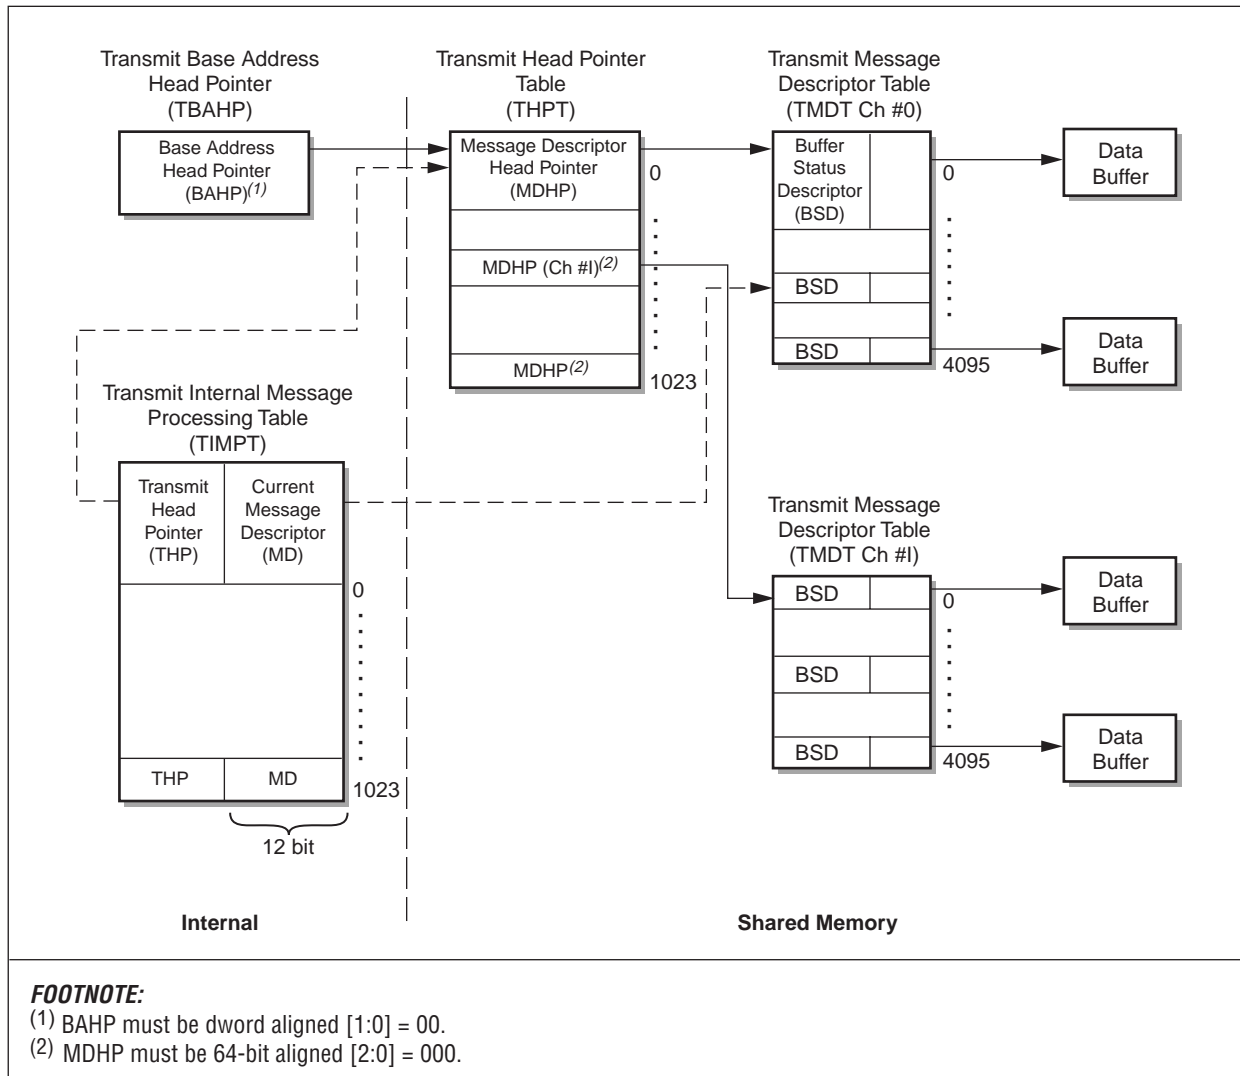 Transmit Base Address
Head Pointer
(TBAHP)
Base Address
Head Pointer
(BAHP)(1)
Transmit Head Pointer
Table
(THPT)
Message Descriptor
Head Pointer
(MDHP)
0
MDHP (Ch #I)(2)
MDHP(2)
1023
Transmit Message
Descriptor Table
(TMDT Ch #0)
Buffer
Status
Descriptor
(BSD)
0
BSD
BSD
4095
Data
Buffer
Data
Buffer
Transmit Internal Message
Processing Table
(TIMPT)
Transmit
Head
Pointer
(THP)
Current
Message
Descriptor
(MD)
0
THP
MD
1023
12 bit
Transmit Message
Descriptor Table
(TMDT Ch #I)
BSD
0
BSD
BSD
4095
Data
Buffer
Data
Buffer
Internal
Shared Memory
FOOTNOTE:
(1) BAHP must be dword aligned [1:0] = 00.
(2) MDHP must be 64-bit aligned [2:0] = 000.